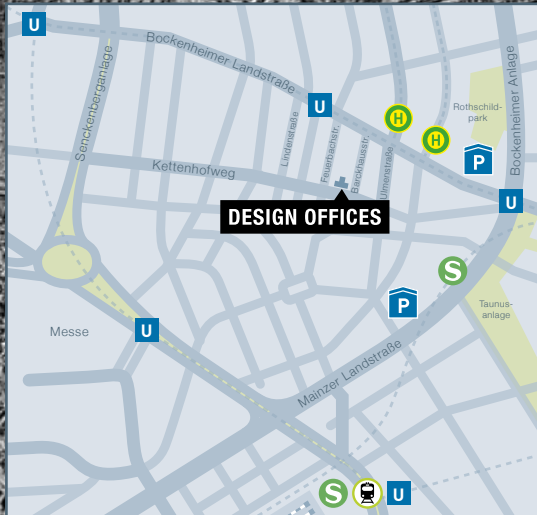 U
Bockenheimer Landstraße
Senckenberganlage
U
H
H
Rothschild-
park
P
Bockenheimer Anlage
Lindenstraße
Feuerbachstr.
Barckhausstr.
Ulmenstraße
Kettenhofweg
U
DESIGN OFFICES
S
P
Taunus-
anlage
Messe
U
Mainzer Landstraße
S
U